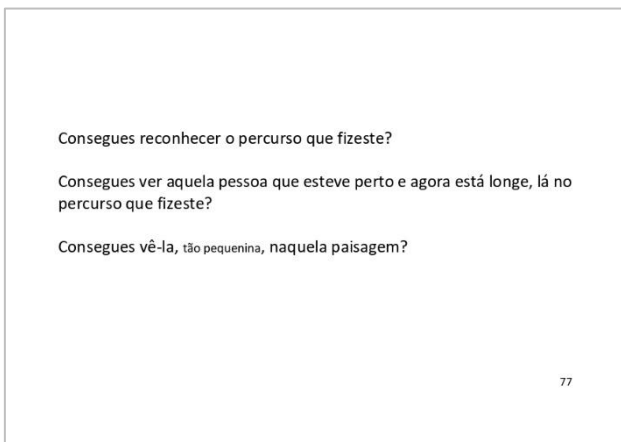 Consegues reconhecer o percurso que fizeste?
Consegues ver aquela pessoa que esteve perto e agora está longe, lá no
percurso que fizeste?
Consegues vê-la, tão pequenina, naquela paisagem?
77